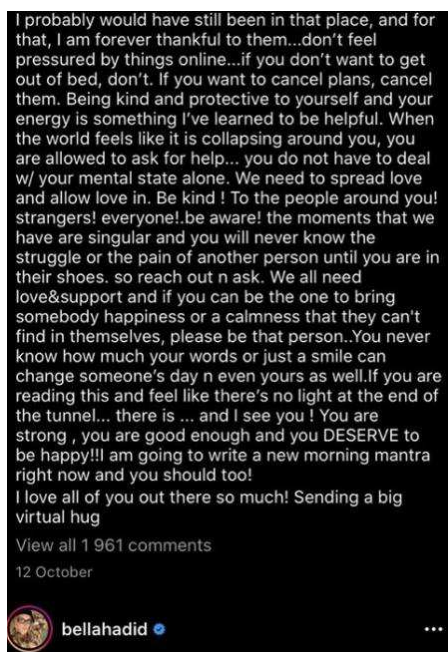 I probably would have still been in that place, and for
that, I am forever thankful to them...don't feel
pressured by things online...if you don't want to get
out of bed, don't. If you want to cancel plans, cancel
them. Being kind and protective to yourself and your
energy is something I've learned to be helpful. When
the world feels like it is collapsing around you, you
are allowed to ask for help... you do not have to deal
w/ your mental state alone. We need to spread love
and allow love in. Be kind ! To the people around you!
strangers! everyone!.be aware! the moments that we
have are singular and you will never know the
struggle or the pain of another person until you are in
their shoes. so reach out n ask. We all need
love&support and if you can be the one to bring
somebody happiness or a calmness that they can't
find in themselves, please be that person..You never
know how much your words or just a smile can
change someone's day n even yours as well.If you are
reading this and feel like there's no light at the end of
the tunnel... there is ... and I see you ! You are
strong , you are good enough and you DESERVE to
be happy!!I am going to write a new morning mantra
right now and you should too!
I love all of you out there so much! Sending a big
virtual hug
View all 1 961 comments
12 October
bellahadid